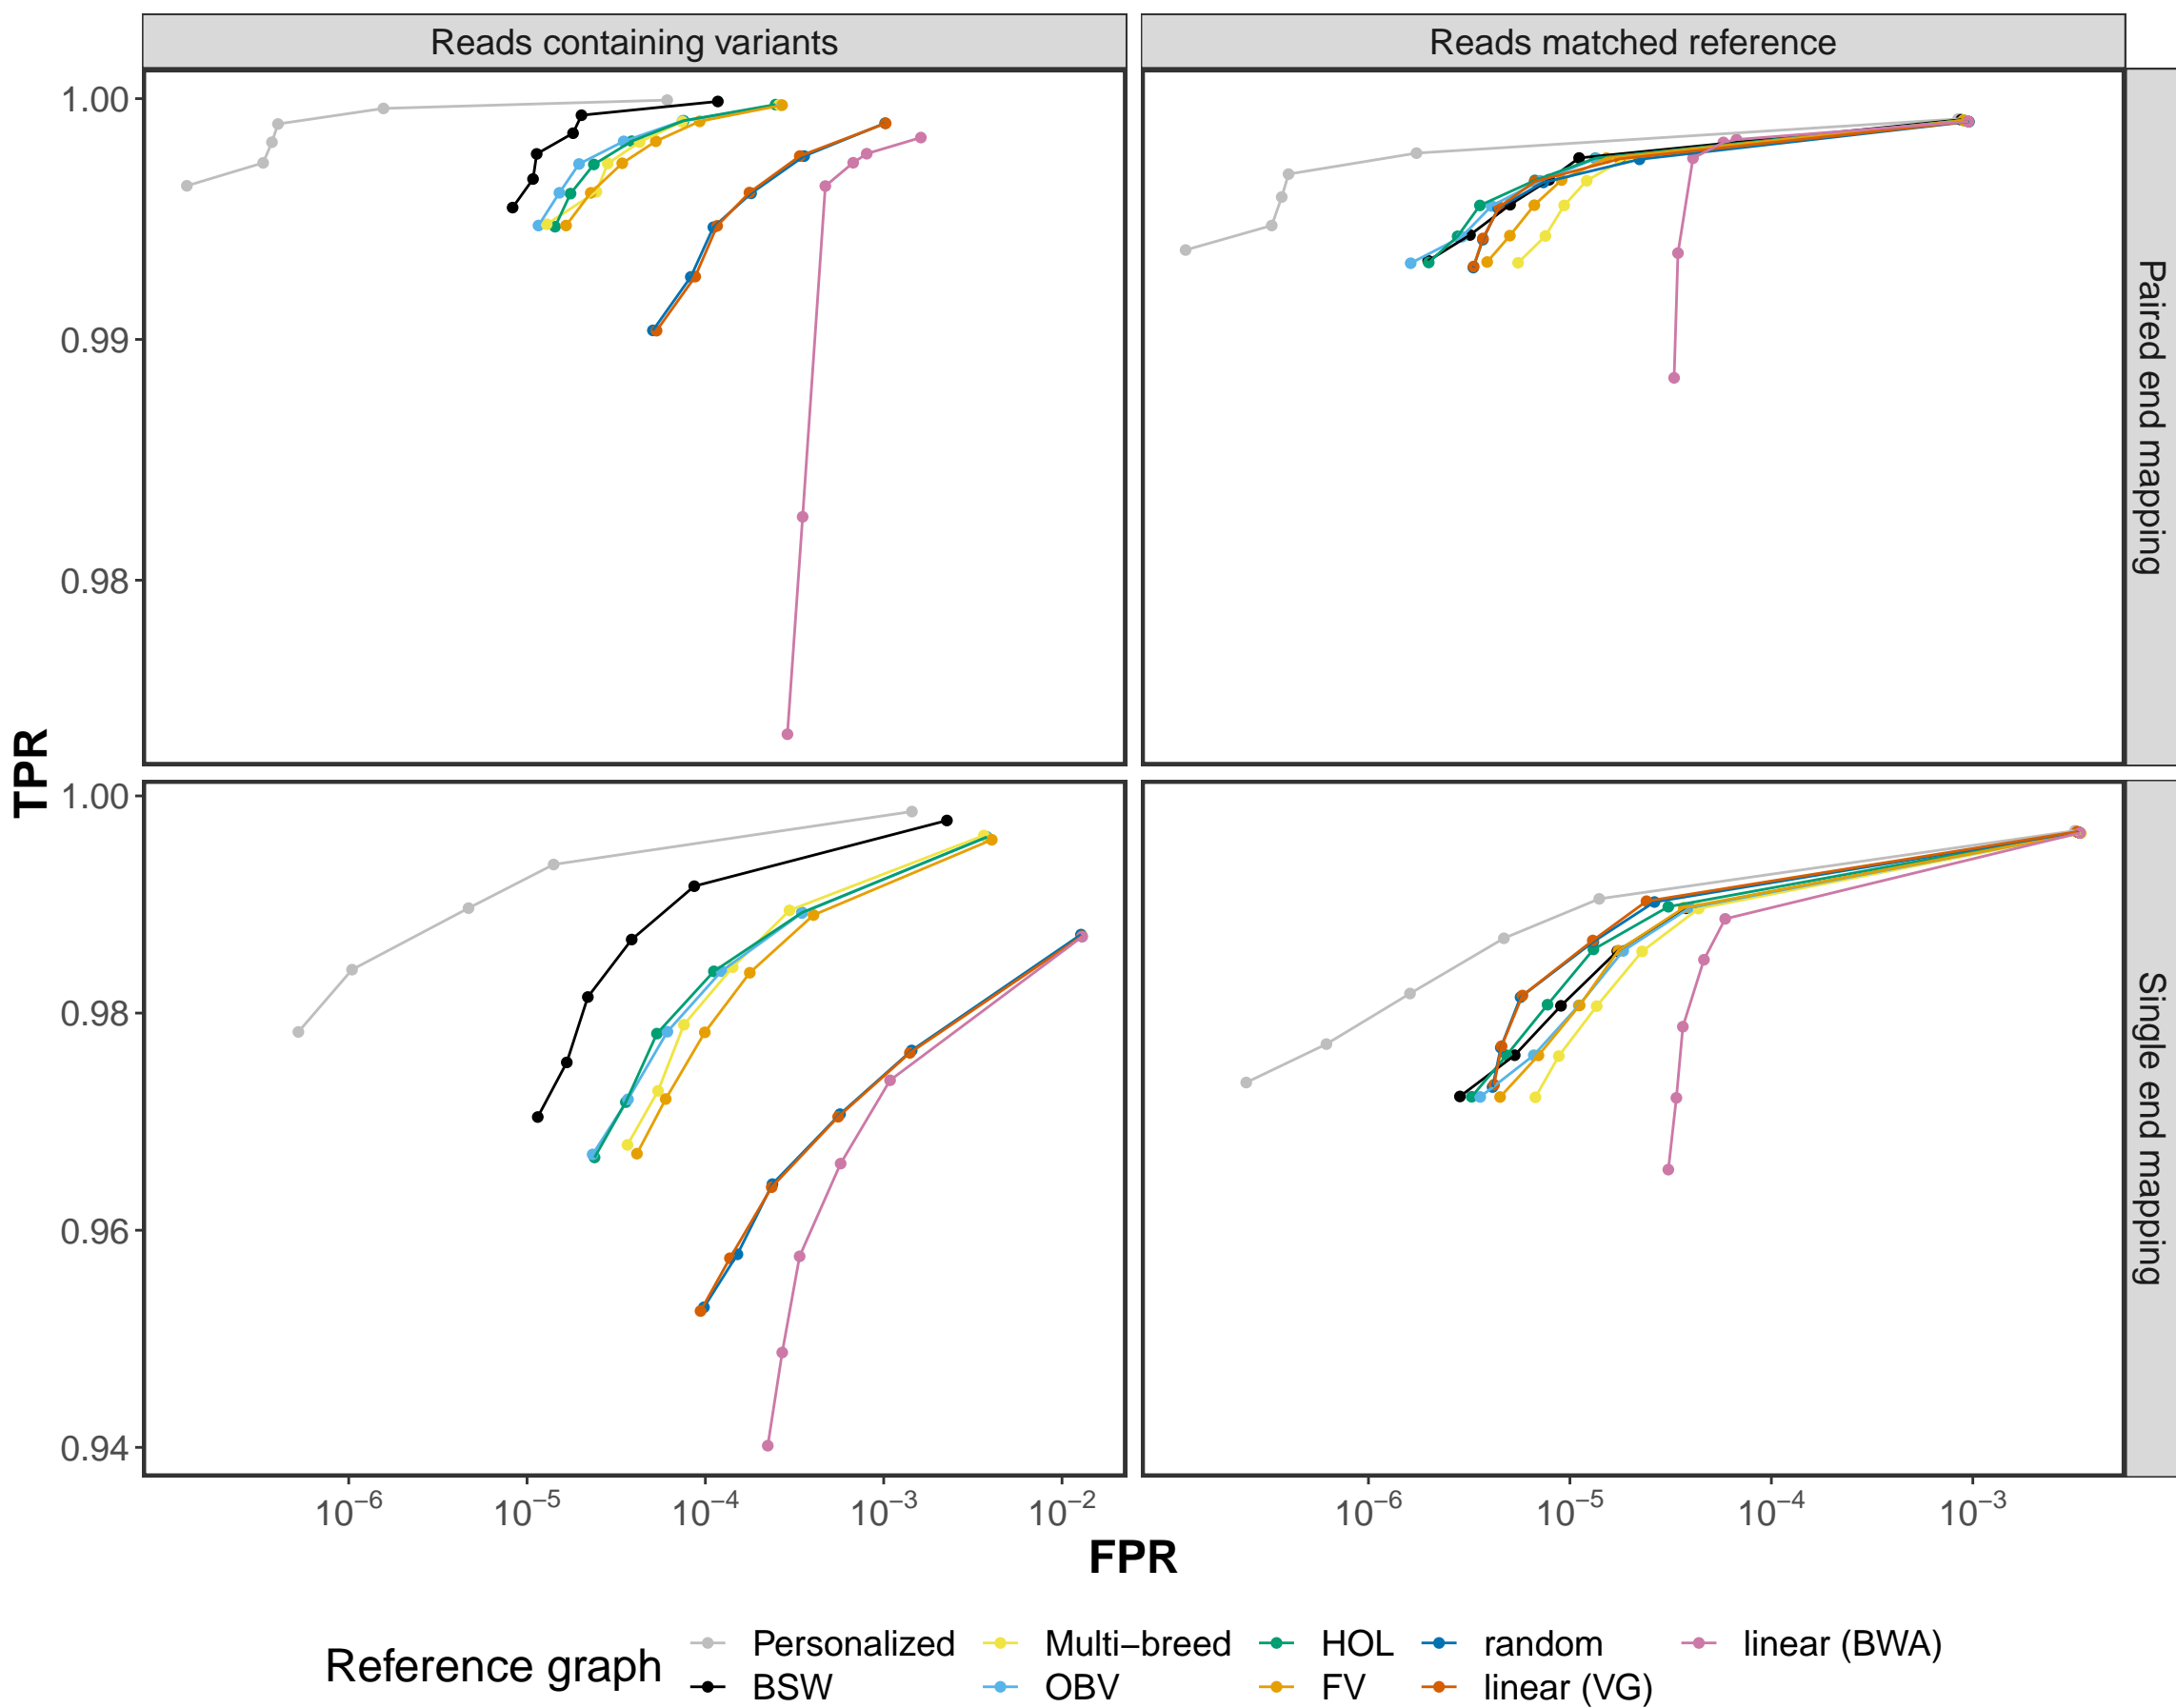 Reads containing variants
Reads matched reference
1.00
0.99
0.98
Paired end mapping
TPR
1.00
0.98
0.96
0.94
Single end mapping
10⁻⁶ 10⁻⁵ 10⁻⁴ 10⁻³ 10⁻²
10⁻⁶ 10⁻⁵ 10⁻⁴ 10⁻³
FPR
Reference graph
Personalized Multi−breed HOL random linear (BWA)
BSW OBV FV linear (VG)